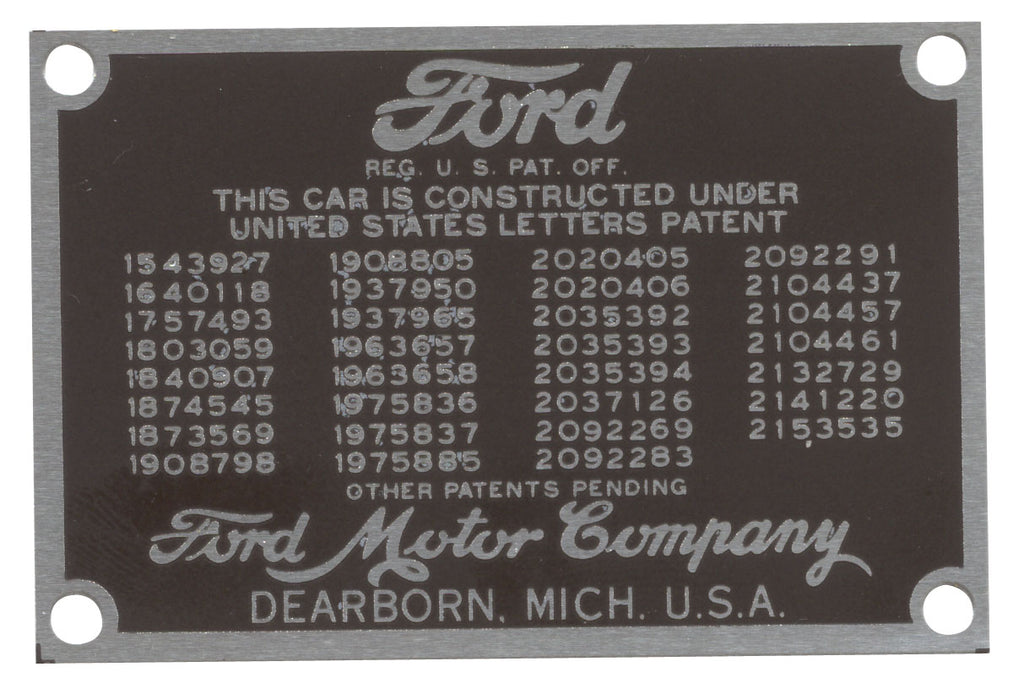 Ford
REG. U. S. PAT. OFF.
THIS CAR IS CONSTRUCTED UNDER
UNITED STATES LETTERS PATENT
1543927 1908805 2020405 2092291
1640118 1937950 2020406 2104437
1757493 1937965 2035392 2104457
1803059 1963657 2035393 2104461
1840907 1963658 2035394 2132729
1874545 1975836 2037126 2141220
1873569 1975837 2092269 2153535
1908798 1975885 2092283
OTHER PATENTS PENDING
Ford Motor Company
DEARBORN, MICH. U.S.A.